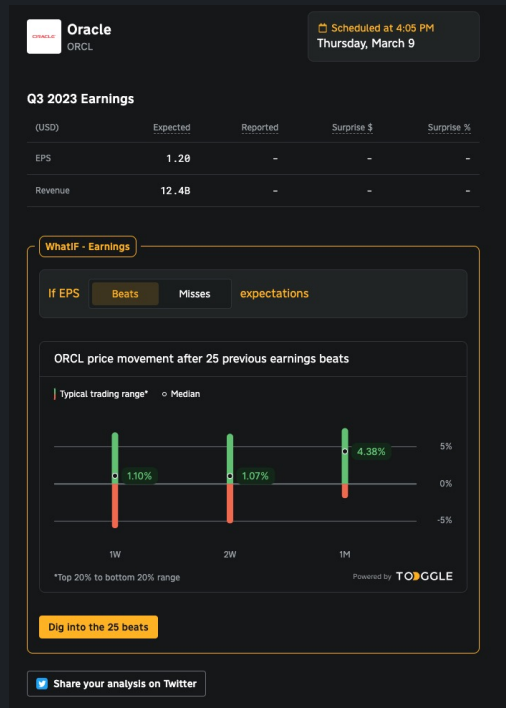 ORACLE
Oracle
ORCL
Scheduled at 4:05 PM
Thursday, March 9
Q3 2023 Earnings
(USD) Expected Reported Surprise $ Surprise %
EPS 1.20 - - -
Revenue 12.4B - - -
WhatIF - Earnings
If EPS Beats Misses expectations
ORCL price movement after 25 previous earnings beats
Typical trading range* Median
5%
4.38%
1.10% 1.07%
0%
-5%
1W 2W 1M
*Top 20% to bottom 20% range
Powered by TOGGLE
Dig into the 25 beats
Share your analysis on Twitter